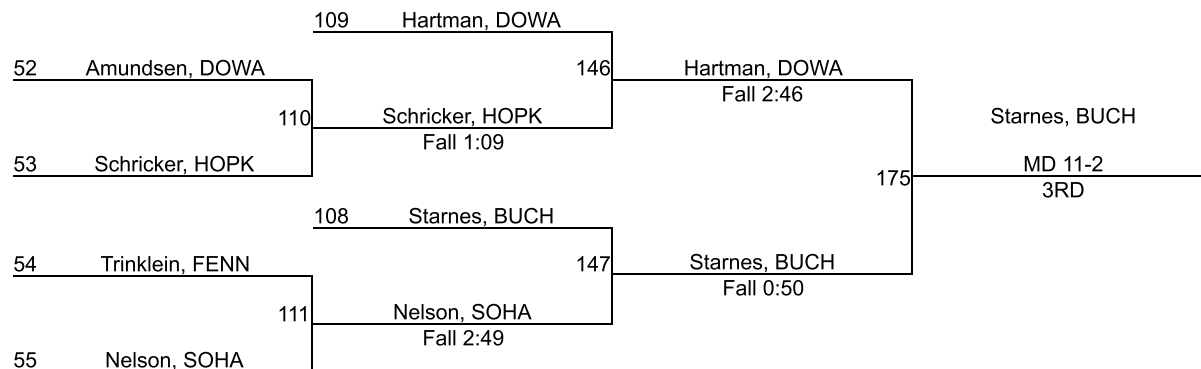 109 Hartman, DOWA
52 Amundsen, DOWA
146 Hartman, DOWA
Fall 2:46
110 Schricker, HOPK
Fall 1:09
Starnes, BUCH
53 Schricker, HOPK
MD 11-2
175
3RD
108 Starnes, BUCH
54 Trinklein, FENN
147 Starnes, BUCH
Fall 0:50
111 Nelson, SOHA
Fall 2:49
55 Nelson, SOHA